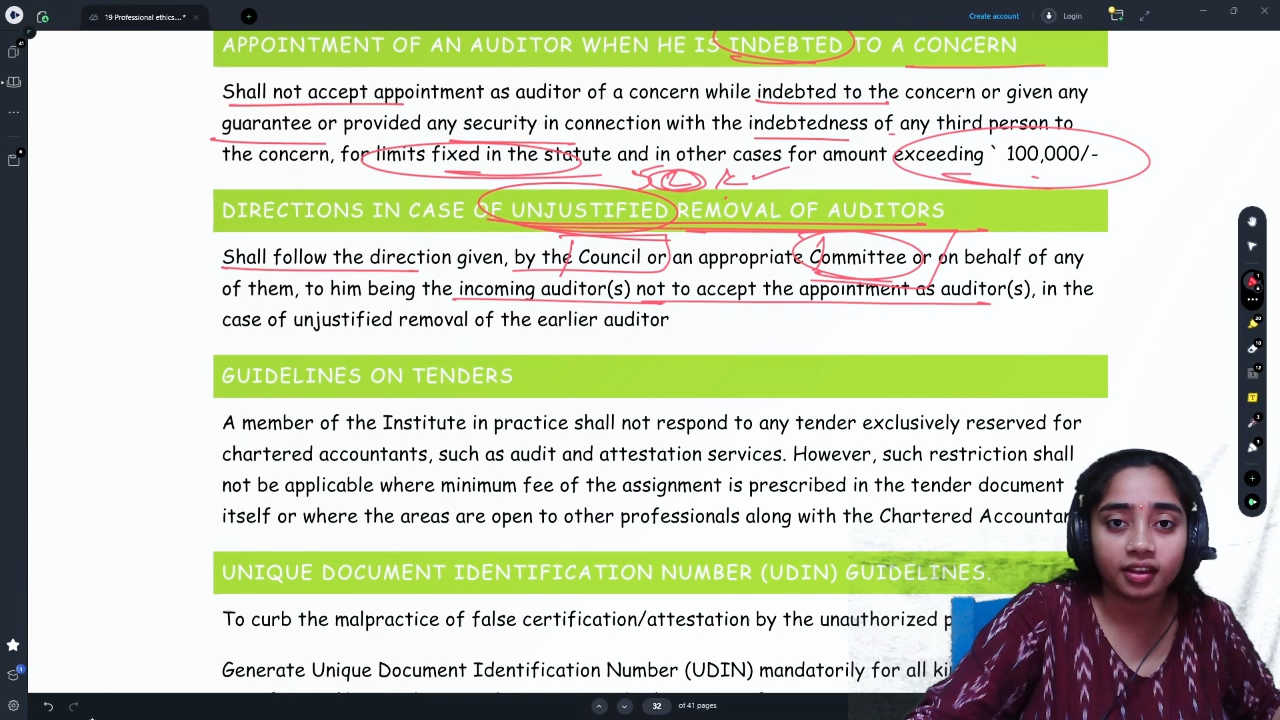 19 Professional ethics....*
Create account
Login
APPOINTMENT OF AN AUDITOR WHEN HE IS INDEBTED TO A CONCERN
Shall not accept appointment as auditor of a concern while indebted to the concern or given any
guarantee or provided any security in connection with the indebtedness of any third person to
the concern, for limits fixed in the statute and in other cases for amount exceeding ` 100,000/-
DIRECTIONS IN CASE OF UNJUSTIFIED REMOVAL OF AUDITORS
Shall follow the direction given, by the Council or an appropriate Committee or on behalf of any
of them, to him being the incoming auditor(s) not to accept the appointment as auditor(s), in the
case of unjustified removal of the earlier auditor
GUIDELINES ON TENDERS
A member of the Institute in practice shall not respond to any tender exclusively reserved for
chartered accountants, such as audit and attestation services. However, such restriction shall
not be applicable where minimum fee of the assignment is prescribed in the tender document
itself or where the areas are open to other professionals along with the Chartered Accountan
UNIQUE DOCUMENT IDENTIFICATION NUMBER (UDIN) GUIDELINES.
To curb the malpractice of false certification/attestation by the unauthorized p
Generate Unique Document Identification Number (UDIN) mandatorily for all ki
32 of 41 pages